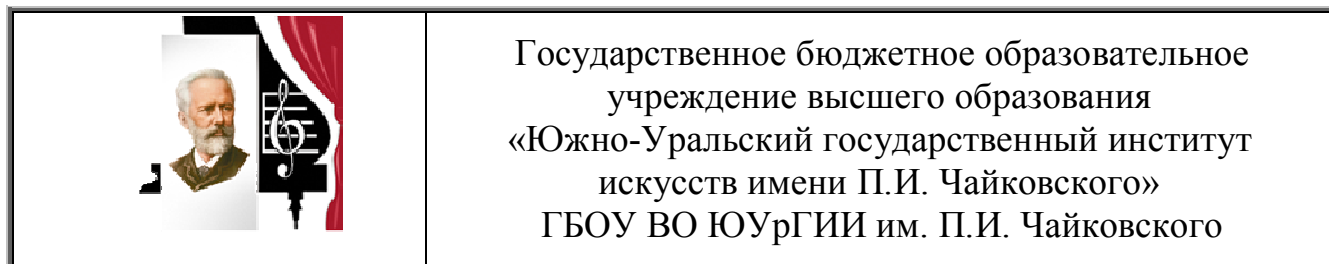 Государственное бюджетное образовательное
учреждение высшего образования
«Южно-Уральский государственный институт
искусств имени П.И. Чайковского»
ГБОУ ВО ЮУрГИИ им. П.И. Чайковского